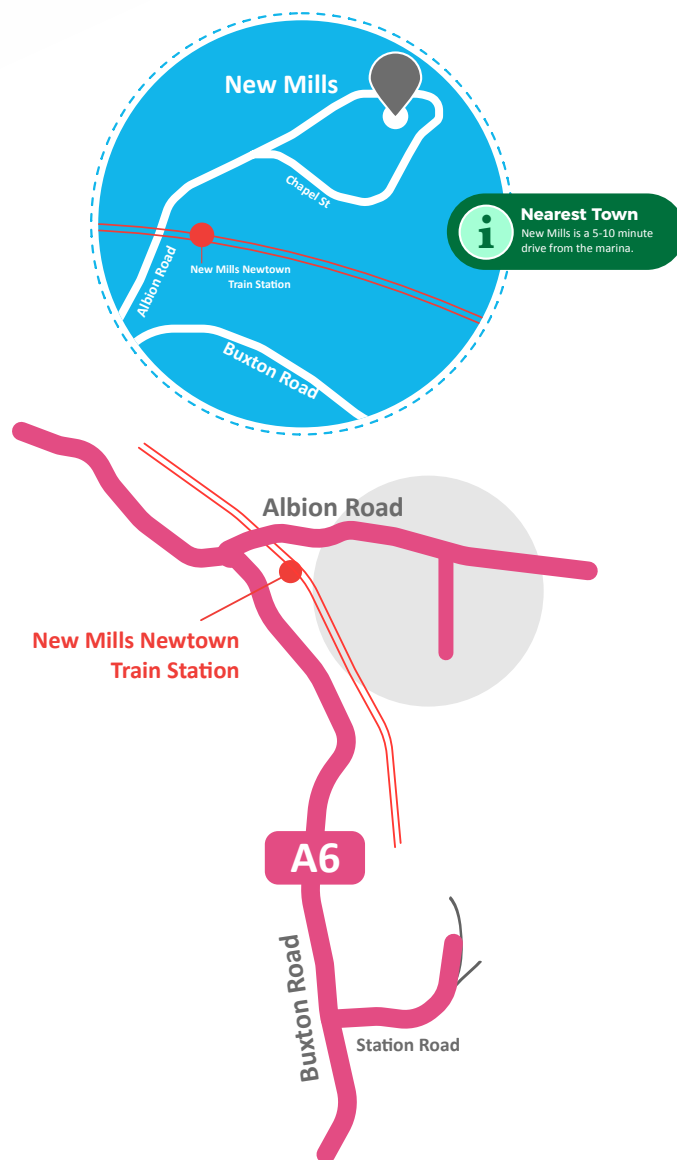 New Mills
Chapel St
Nearest Town
New Mills is a 5-10 minute
drive from the marina.
Albion Road
New Mills Newtown
Train Station
Buxton Road
Albion Road
New Mills Newtown
Train Station
A6
Buxton Road
Station Road